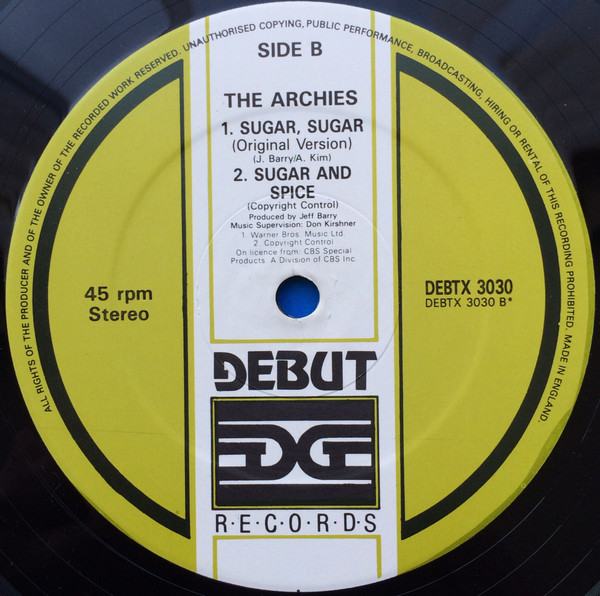 ALL RIGHTS OF THE PRODUCER AND OF THE OWNER OF THE RECORDED WORK RESERVED. UNAUTHORISED COPYING, PUBLIC PERFORMANCE, BROADCASTING, HIRING OR RENTAL OF THIS RECORDING PROHIBITED. MADE IN ENGLAND.
SIDE B
THE ARCHIES
1. SUGAR, SUGAR
(Original Version)
(J. Barry/A. Kim)
2. SUGAR AND
SPICE
(Copyright Control)
Produced by Jeff Barry
Music Supervision: Don Kirshner
1. Warner Bros. Music Ltd.
2. Copyright Control
On licence from: CBS Special
Products A Division of CBS Inc.
45 rpm
Stereo
DEBTX 3030
DEBTX 3030 B*
DEBUT
R·E·C·O·R·D·S